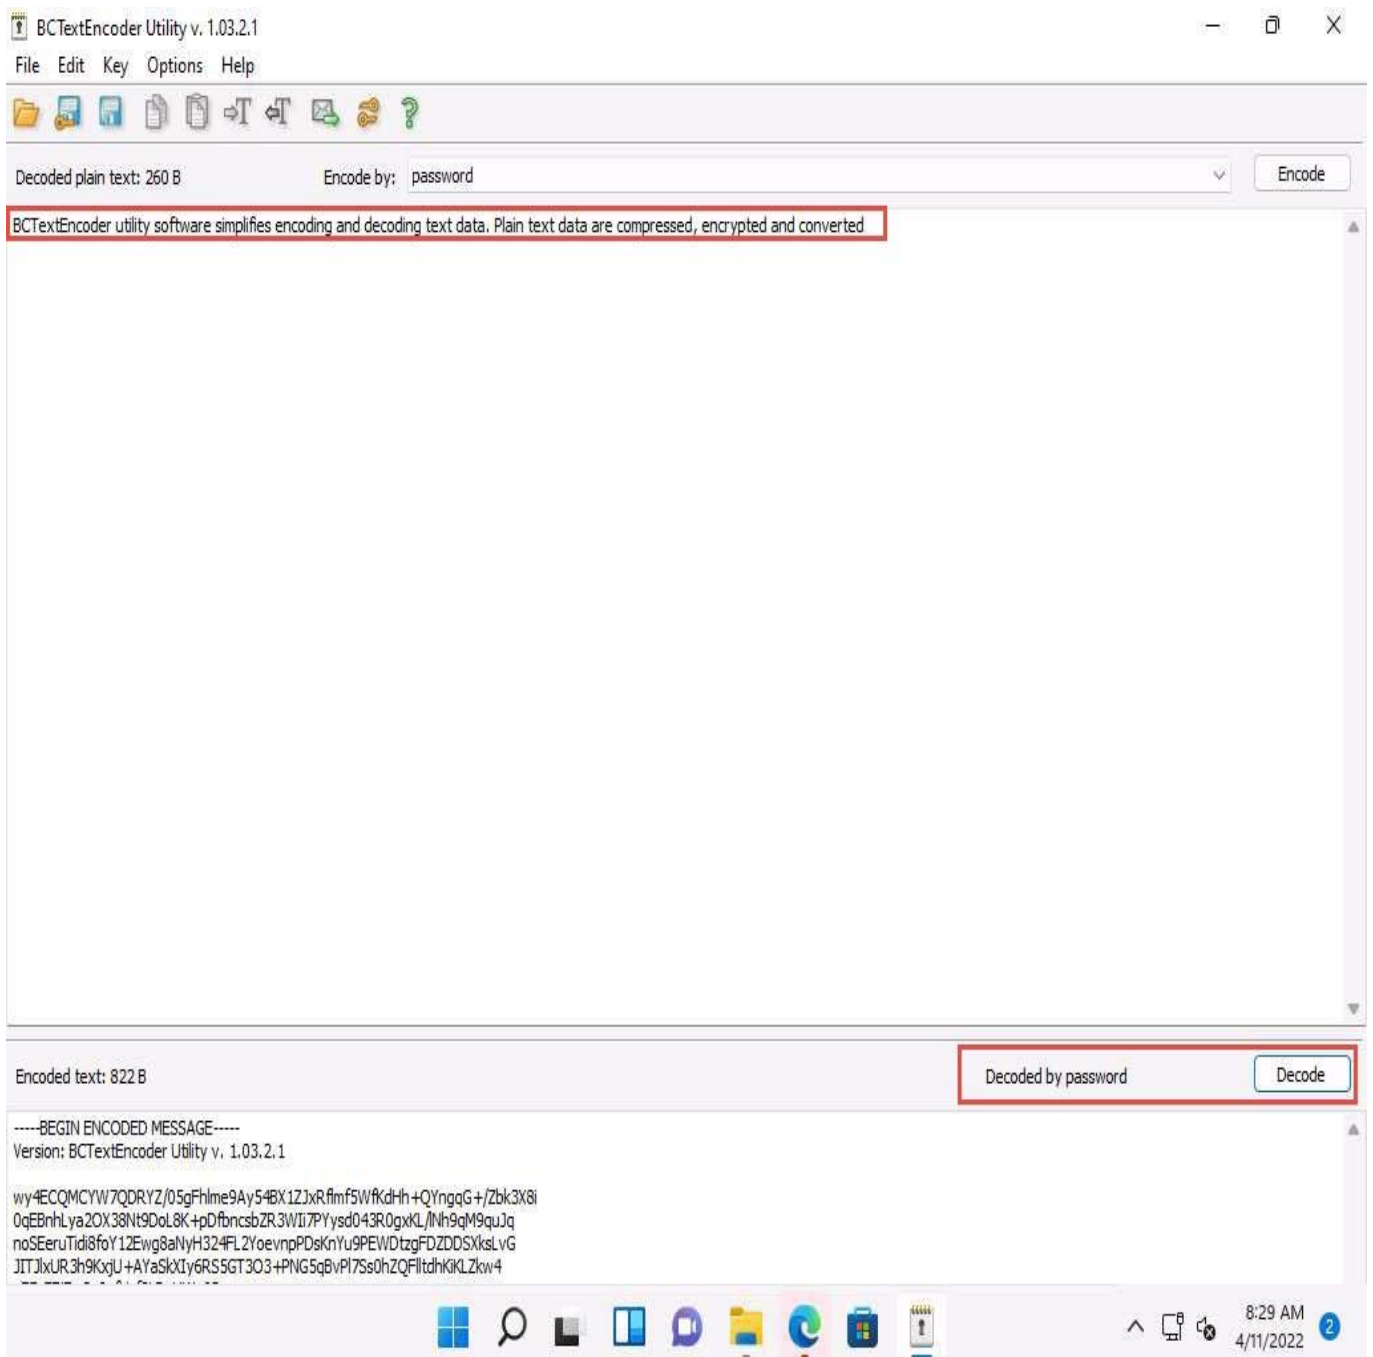 BCTextEncoder Utility v. 1.03.2.1
File Edit Key Options Help
Decoded plain text: 260 B Encode by: password Encode
BCTextEncoder utility software simplifies encoding and decoding text data. Plain text data are compressed, encrypted and converted
Encoded text: 822 B Decoded by password Decode
-----BEGIN ENCODED MESSAGE-----
Version: BCTextEncoder Utility v. 1.03.2.1
wy4ECQMCYW7QDRYZ/05gFhlme9Ay54BX1ZJxRflmf5WfKdHh+QYngqG+/Zbk3X8i
0qEBnhLya2OX38Nt9DoL8K+pDfbncsbZR3WIi7PYysd043R0gxKL/lNh9qM9quJq
noSEeruTidi8foY12Ewg8aNyH324FL2YoevnpPDsKnYu9PEWDtzgFDZDDSXksLvG
JITJlxUR3h9KxjU+AYaSkXIy6RS5GT3O3+PNG5qBvPl7Ss0hZQFlltdhKiKLZkw4
8:29 AM
4/11/2022
2